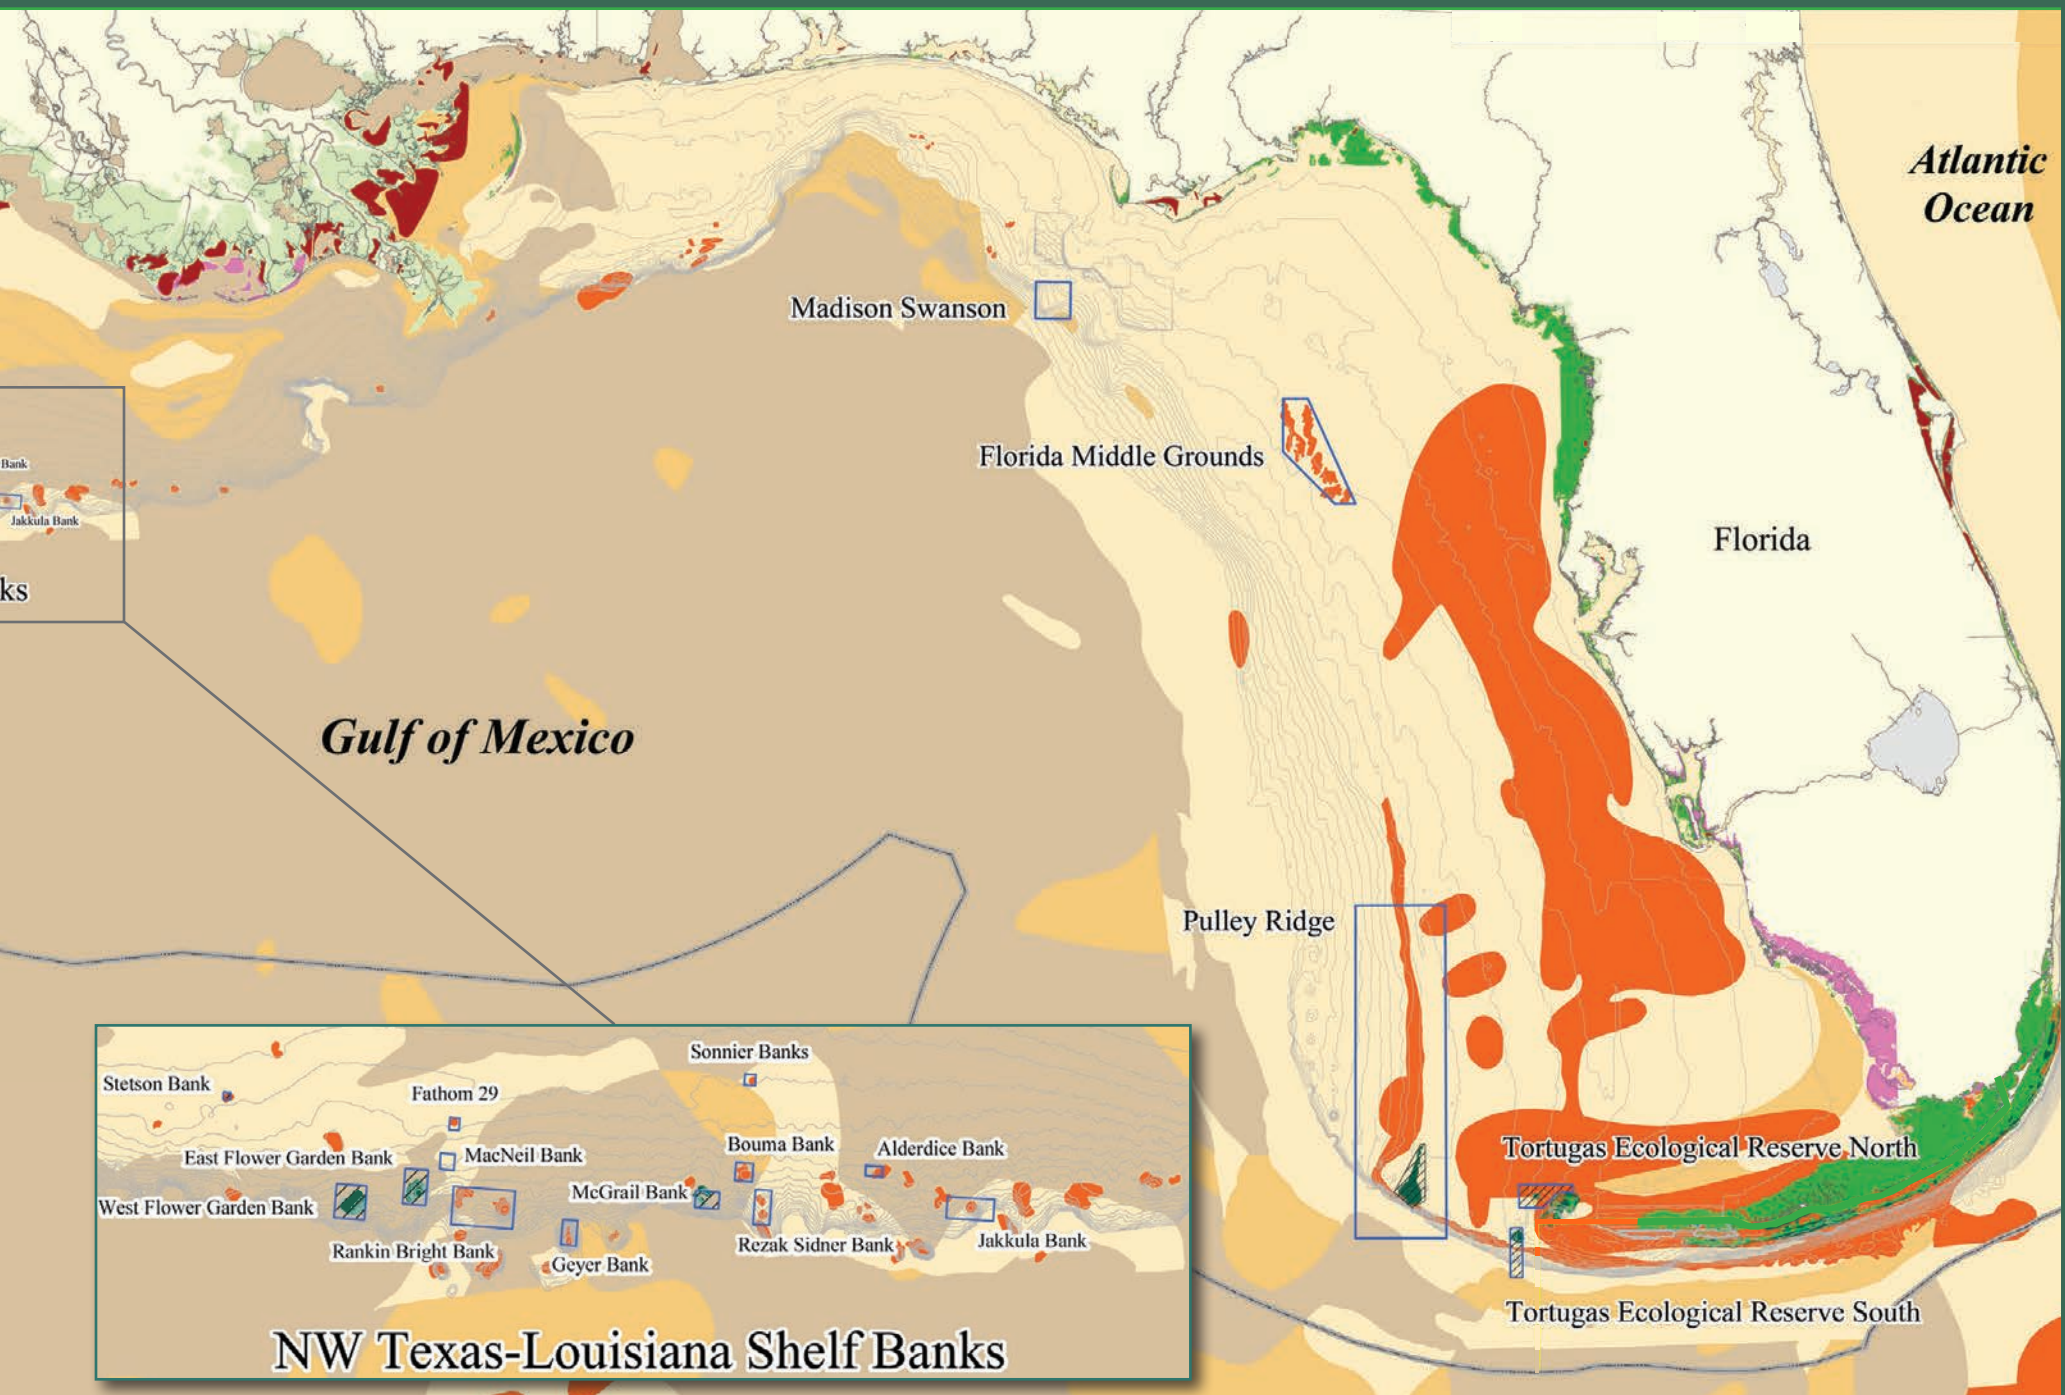 Atlantic
Ocean
Madison Swanson
Florida Middle Grounds
Bank
Jakkula Bank
Florida
ks
Gulf of Mexico
Pulley Ridge
Sonnier Banks
Stetson Bank
Fathom 29
Bouma Bank
Alderdice Bank
East Flower Garden Bank
MacNeil Bank
McGrail Bank
West Flower Garden Bank
Rankin Bright Bank
Geyer Bank
Rezak Sidner Bank
Jakkula Bank
NW Texas-Louisiana Shelf Banks
Tortugas Ecological Reserve North
Tortugas Ecological Reserve South